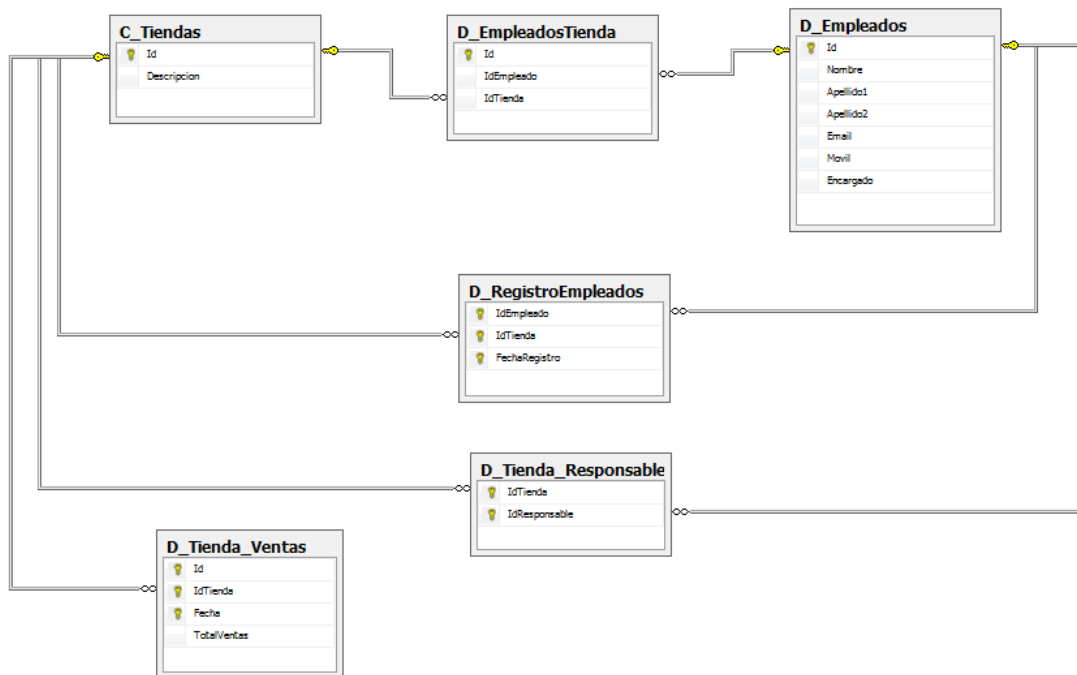 C_Tiendas
Id
Descripcion
D_EmpleadosTienda
Id
IdEmpleado
IdTienda
D_Empleados
Id
Nombre
Apellido1
Apellido2
Email
Movil
Encargado
D_RegistroEmpleados
IdEmpleado
IdTienda
FechaRegistro
D_Tienda_Responsable
IdTienda
IdResponsable
D_Tienda_Ventas
Id
IdTienda
Fecha
TotalVentas